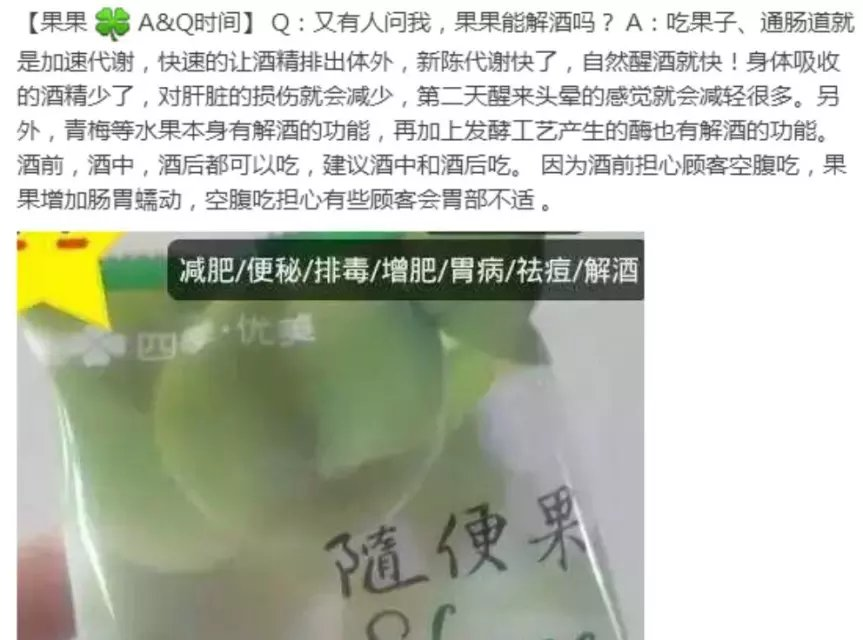 【果果🍀A&Q时间】 Q：又有人问我，果果能解酒吗？ A：吃果子、通肠道就
是加速代谢，快速的让酒精排出体外，新陈代谢快了，自然醒酒就快！身体吸收
的酒精少了，对肝脏的损伤就会减少，第二天醒来头晕的感觉就会减轻很多。另
外，青梅等水果本身有解酒的功能，再加上发酵工艺产生的酶也有解酒的功能。
酒前，酒中，酒后都可以吃，建议酒中和酒后吃。 因为酒前担心顾客空腹吃，果
果增加肠胃蠕动，空腹吃担心有些顾客会胃部不适 。
减肥/便秘/排毒/增肥/胃病/祛痘/解酒
四季·优美
隨便果